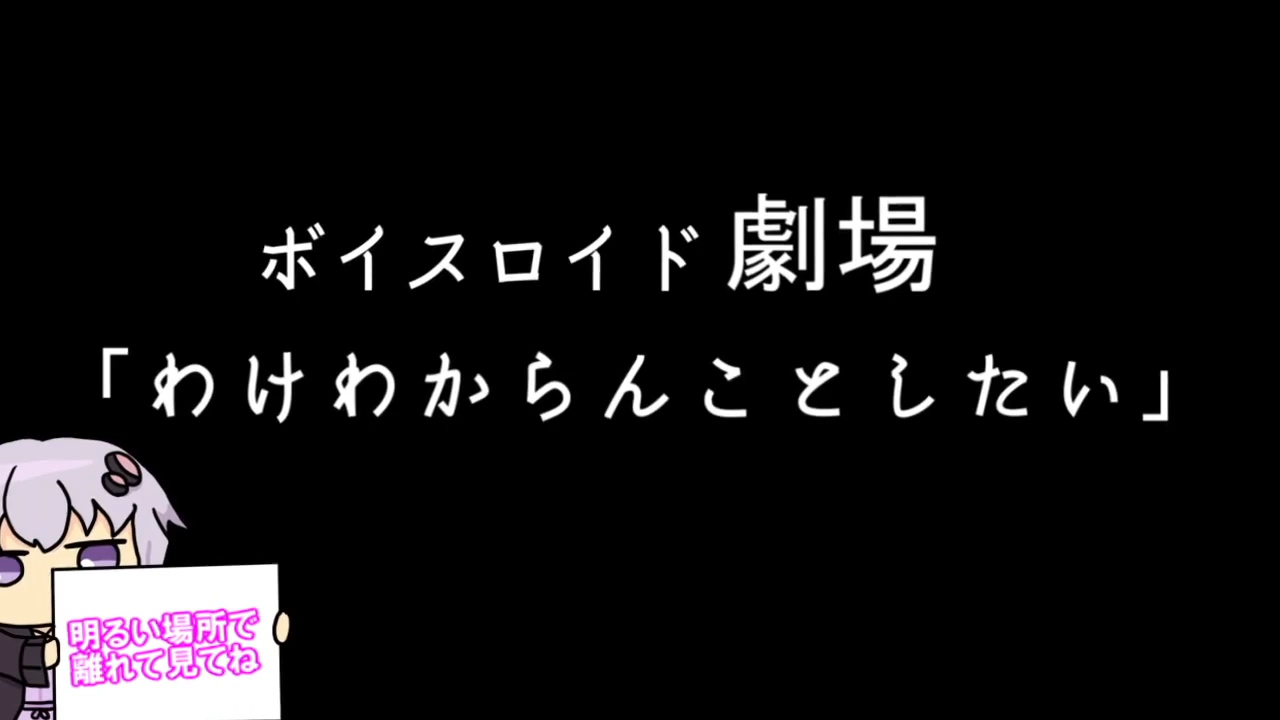 ボイスロイド劇場
「わけわからんことしたい」
明るい場所で
離れて見てね